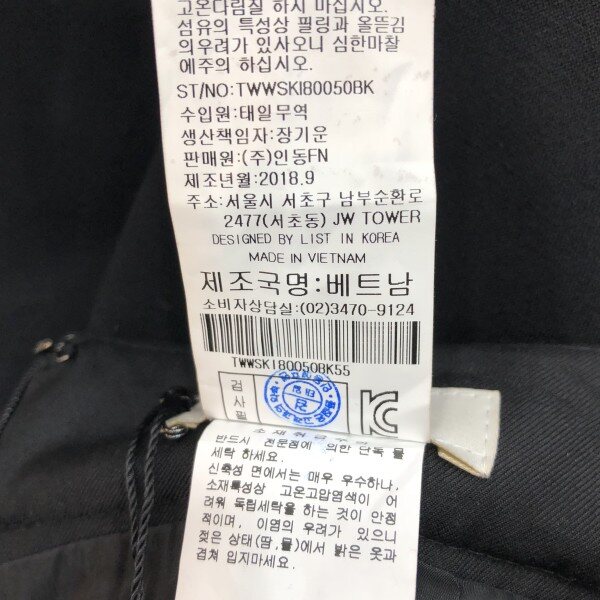 고온다림질 하지 마십시오.
섬유의 특성상 필링과 올뜯김
의우려가 있사오니 심한마찰
에주의 하십시오.
ST/NO: TWWSKI80050BK
수입원:태일무역
생산책임자:장기운
판매원:(주)인동FN
제조년월:2018.9
주소:서울시 서초구 남부순환로
2477(서초동) JW TOWER
DESIGNED BY LIST IN KOREA
MADE IN VIETNAM
제조국명:베트남
소비자상담실:(02)3470-9124
TWWSKI80050BK55
검사필
소재취급주의
반드시 전문점에 의한 단독 물
세탁 하세요.
신축성 면에서는 매우 우수하나,
소재특성상 고온고압염색이 어
려워 독립세탁을 하는 것이 안정
적이며, 이염의 우려가 있으니
젖은 상태(땀,물)에서 밝은 옷과
겹쳐 입지마세요.